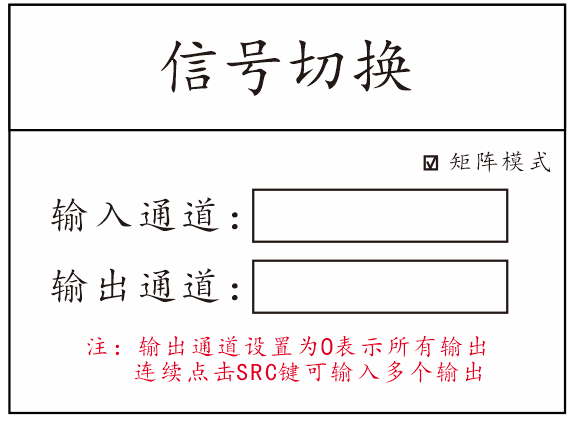 信号切换
矩阵模式
输入通道:
输出通道:
注：输出通道设置为0表示所有输出
连续点击SRC键可输入多个输出